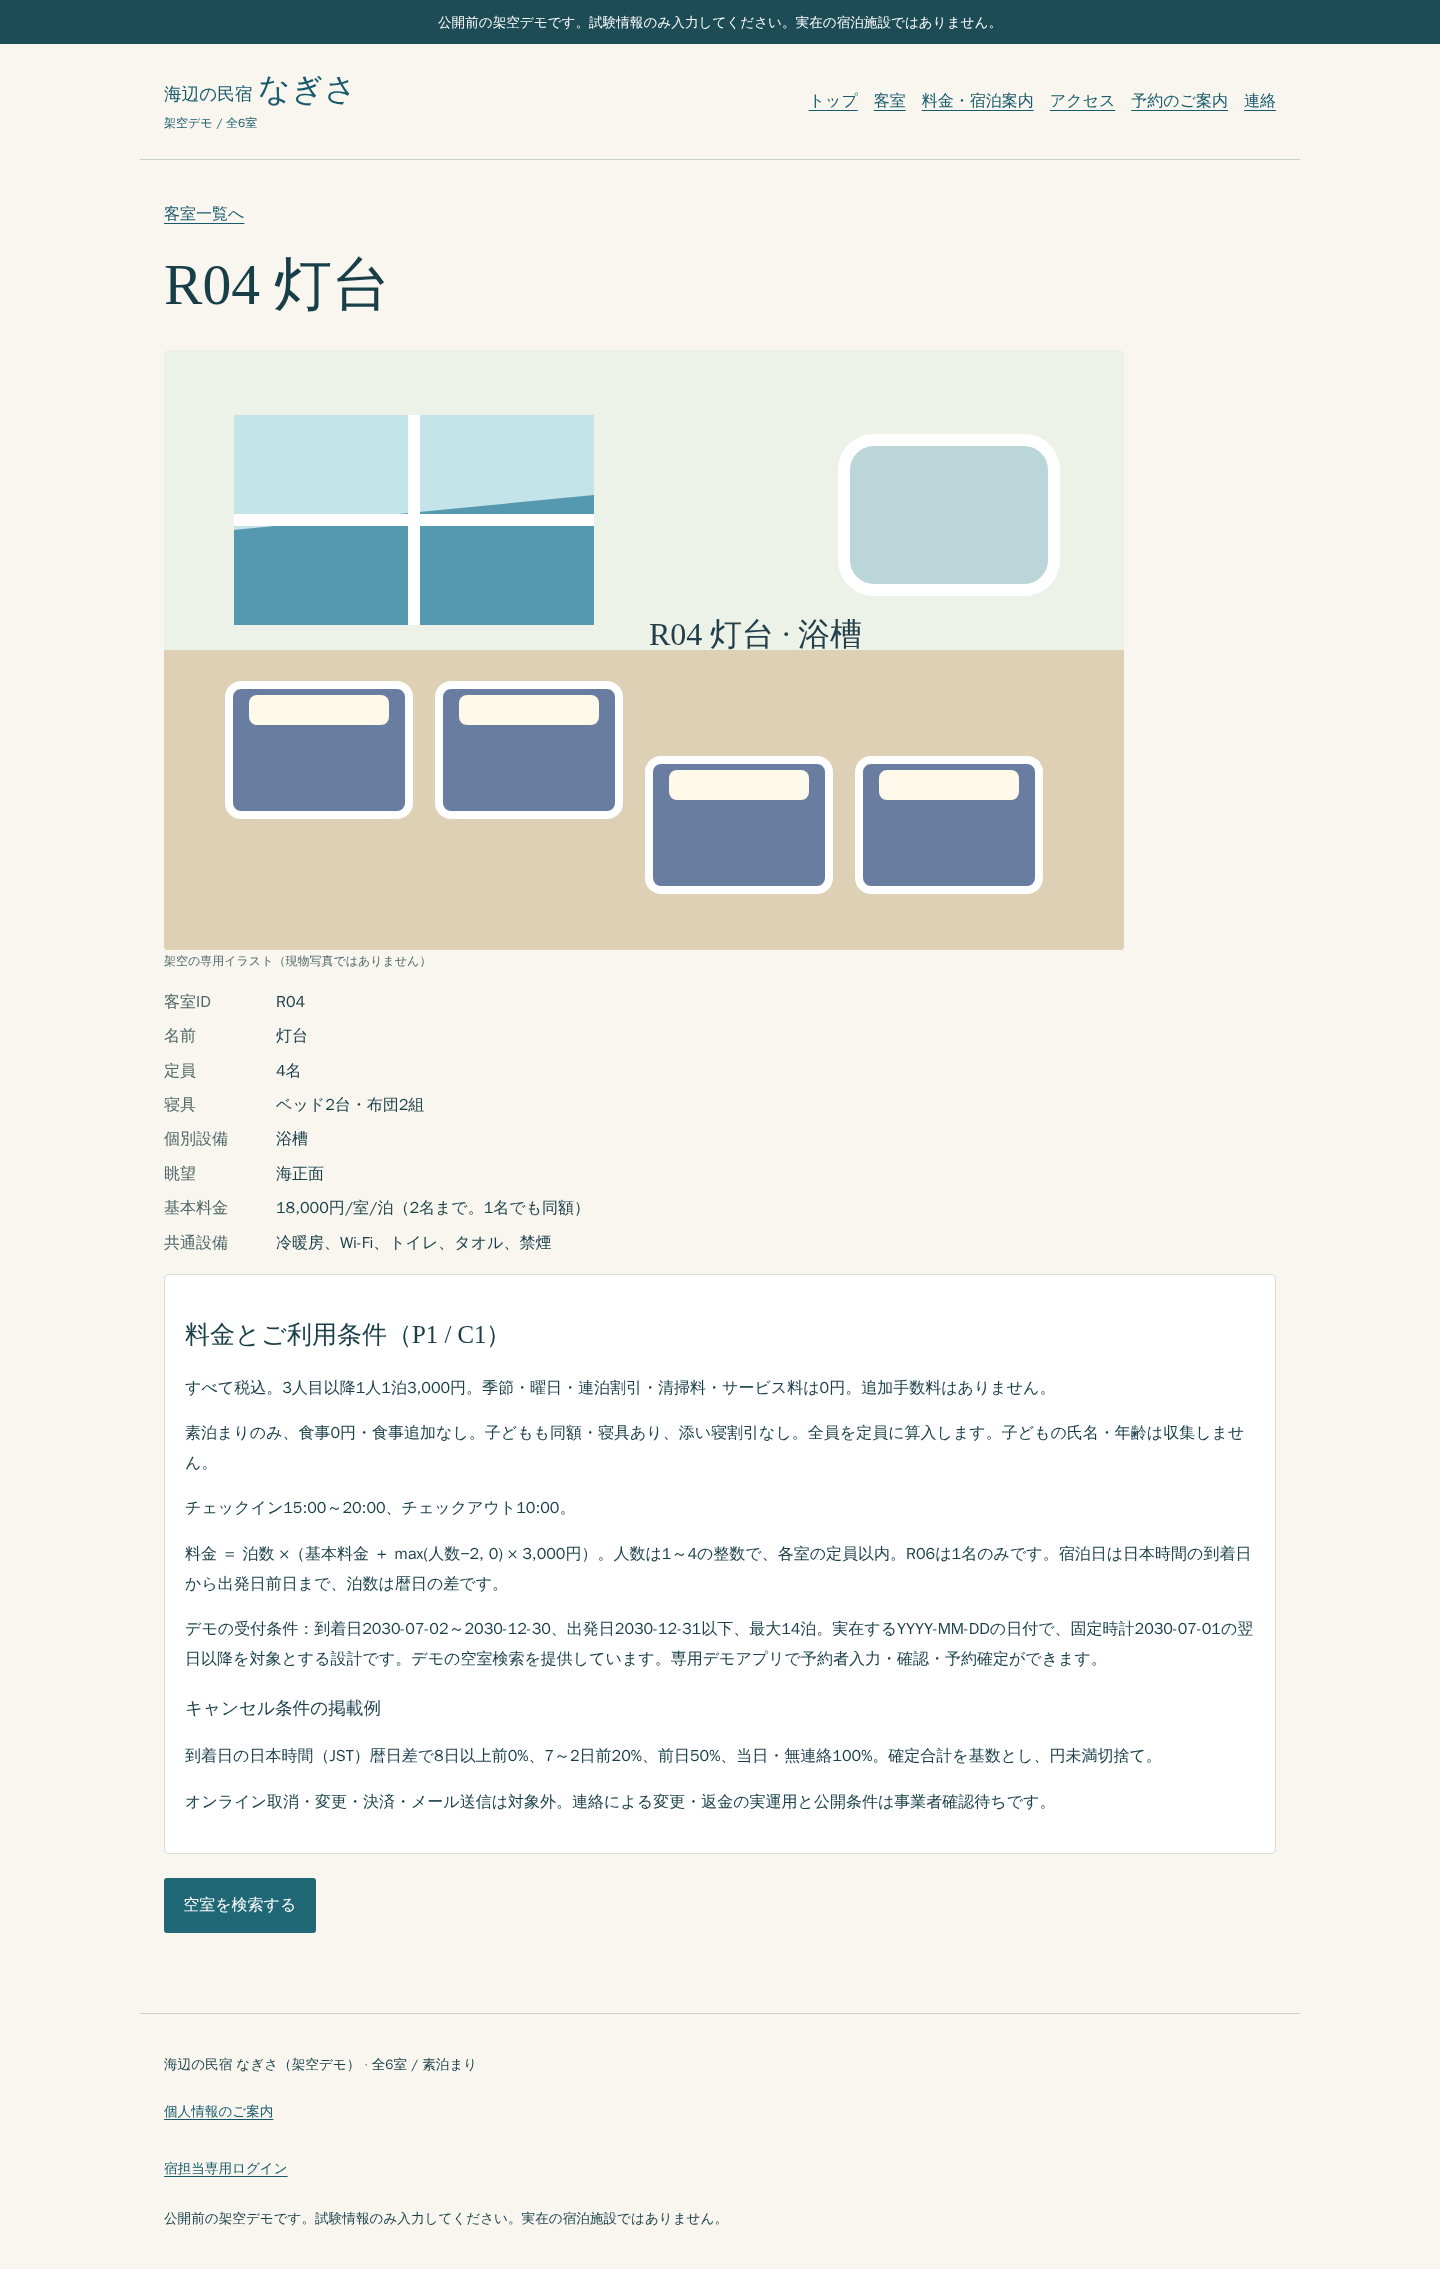 公開前の架空デモです。試験情報のみ入力してください。実在の宿泊施設ではありません。
海辺の民宿 なぎさ
架空デモ / 全6室
トップ 客室 料金・宿泊案内 アクセス 予約のご案内 連絡
客室一覧へ
R04 灯台
R04 灯台 · 浴槽
架空の専用イラスト（現物写真ではありません）
客室ID R04
名前 灯台
定員 4名
寝具 ベッド2台・布団2組
個別設備 浴槽
眺望 海正面
基本料金 18,000円/室/泊（2名まで。1名でも同額）
共通設備 冷暖房、Wi-Fi、トイレ、タオル、禁煙
料金とご利用条件（P1 / C1）
すべて税込。3人目以降1人1泊3,000円。季節・曜日・連泊割引・清掃料・サービス料は0円。追加手数料はありません。
素泊まりのみ、食事0円・食事追加なし。子どもも同額・寝具あり、添い寝割引なし。全員を定員に算入します。子どもの氏名・年齢は収集しませ
ん。
チェックイン15:00～20:00、チェックアウト10:00。
料金 ＝ 泊数 ×（基本料金 ＋ max(人数−2, 0) × 3,000円）。人数は1～4の整数で、各室の定員以内。R06は1名のみです。宿泊日は日本時間の到着日
から出発日前日まで、泊数は暦日の差です。
デモの受付条件：到着日2030-07-02～2030-12-30、出発日2030-12-31以下、最大14泊。実在するYYYY-MM-DDの日付で、固定時計2030-07-01の翌
日以降を対象とする設計です。デモの空室検索を提供しています。専用デモアプリで予約者入力・確認・予約確定ができます。
キャンセル条件の掲載例
到着日の日本時間（JST）暦日差で8日以上前0%、7～2日前20%、前日50%、当日・無連絡100%。確定合計を基数とし、円未満切捨て。
オンライン取消・変更・決済・メール送信は対象外。連絡による変更・返金の実運用と公開条件は事業者確認待ちです。
空室を検索する
海辺の民宿 なぎさ（架空デモ） · 全6室 / 素泊まり
個人情報のご案内
宿担当専用ログイン
公開前の架空デモです。試験情報のみ入力してください。実在の宿泊施設ではありません。